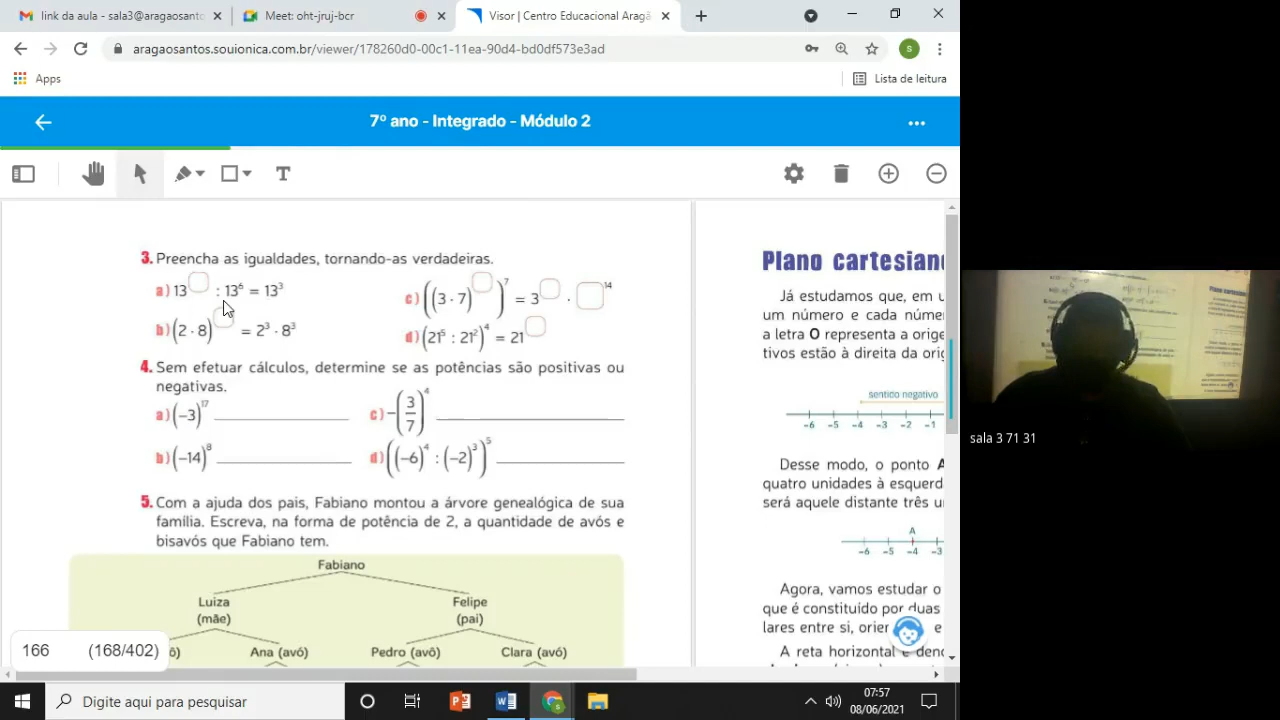 link da aula - sala3@aragaosanto
Meet: oht-jruj-bcr
Visor | Centro Educacional Aragã
aragaosantos.souionica.com.br/viewer/178260d0-00c1-11ea-90d4-bd0df573e3ad
s
Apps
Lista de leitura
7º ano - Integrado - Módulo 2
T
3. Preencha as igualdades, tornando-as verdadeiras.
a) 13 : 13⁶ = 13³
b) (2 · 8) = 2³ · 8³
c) ((3 · 7) )⁷ = 3 · ¹⁴
d) (21⁵ : 21²)⁴ = 21
4. Sem efetuar cálculos, determine se as potências são positivas ou
negativas.
a) (−3)¹⁷
b) (−14)⁸
c) −(3/7)⁴
d) ((−6)⁴ : (−2)³)⁵
5. Com a ajuda dos pais, Fabiano montou a árvore genealógica de sua
família. Escreva, na forma de potência de 2, a quantidade de avós e
bisavós que Fabiano tem.
Fabiano
Luiza
(mãe)
Felipe
(pai)
ô)
Ana (avó)
Pedro (avô)
Clara (avó)
166 (168/402)
Plano cartesian
Já estudamos que, em u
um número e cada núme
a letra O representa a orige
tivos estão à direita da orig
sentido negativo
-6 -5 -4 -3 -2 -1
Desse modo, o ponto A
quatro unidades à esquerd
será aquele distante três u
A
-6 -5 -4 -3
Agora, vamos estudar o
que é constituído por duas
lares entre si, orien e
A reta horizontal é deno
sala 3 71 31
Digite aqui para pesquisar
07:57
08/06/2021